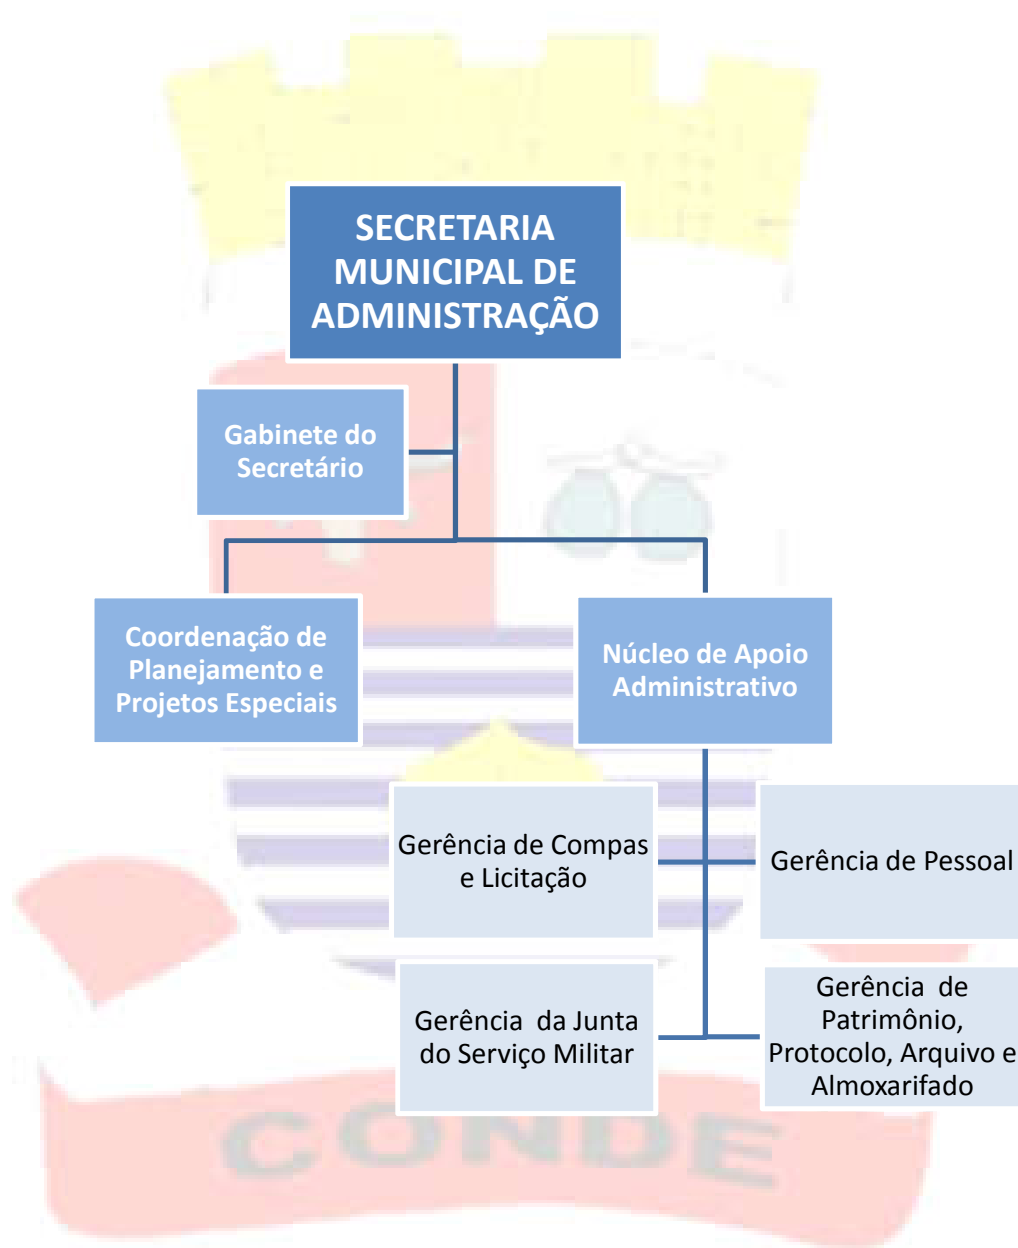 SECRETARIA
MUNICIPAL DE
ADMINISTRAÇÃO
Gabinete do
Secretário
Coordenação de
Planejamento e
Projetos Especiais
Núcleo de Apoio
Administrativo
Gerência de Compas
e Licitação
Gerência de Pessoal
Gerência da Junta
do Serviço Militar
Gerência de
Patrimônio,
Protocolo, Arquivo e
Almoxarifado
CONDE